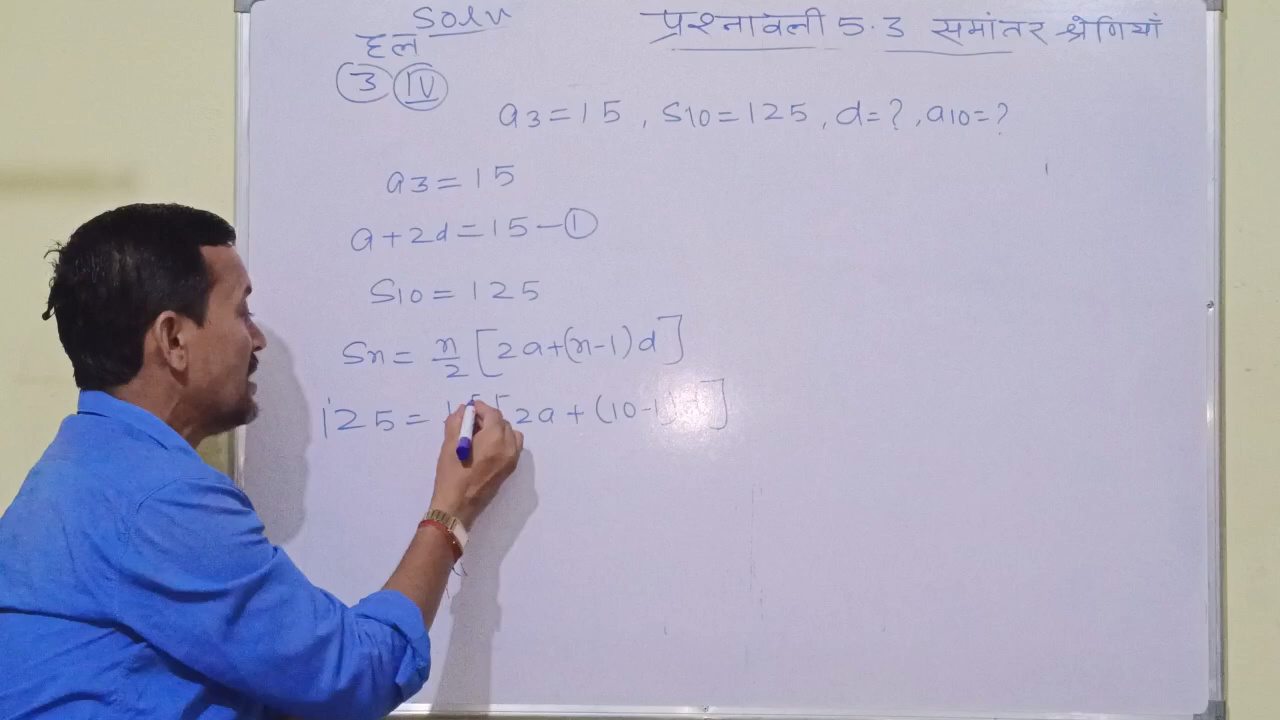 Soln
हल
प्रश्नावली 5.3 समांतर श्रेणियाँ
3 IV
a3=15, S10=125, d=?, a10=?
a3=15
a+2d=15-1
S10=125
Sn=n/2[2a+(n-1)d]
125= [2a+(10-1) ]